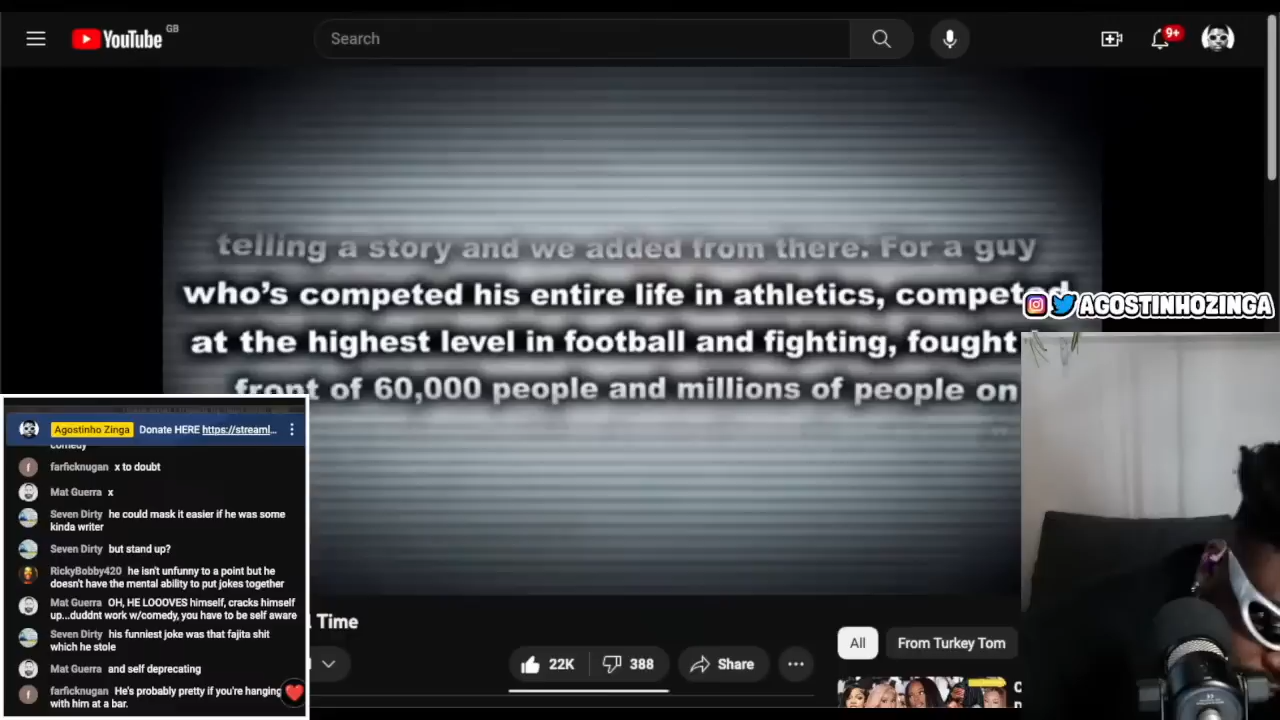 YouTube GB
Search
9+
telling a story and we added from there. For a guy
who's competed his entire life in athletics, competed
at the highest level in football and fighting, fought
front of 60,000 people and millions of people on
AGOSTINHOZINGA
Agostinho Zinga Donate HERE https://streaml...
comedy
farficknugan x to doubt
Mat Guerra x
Seven Dirty he could mask it easier if he was some
kinda writer
Seven Dirty but stand up?
RickyBobby420 he isn't unfunny to a point but he
doesn't have the mental ability to put jokes together
Mat Guerra OH, HE LOOOVES himself, cracks himself
up...duddnt work w/comedy, you have to be self aware
Seven Dirty his funniest joke was that fajita shit
which he stole
Mat Guerra and self deprecating
farficknugan He's probably pretty if you're hanging
with him at a bar.
Time
22K
388
Share
All
From Turkey Tom